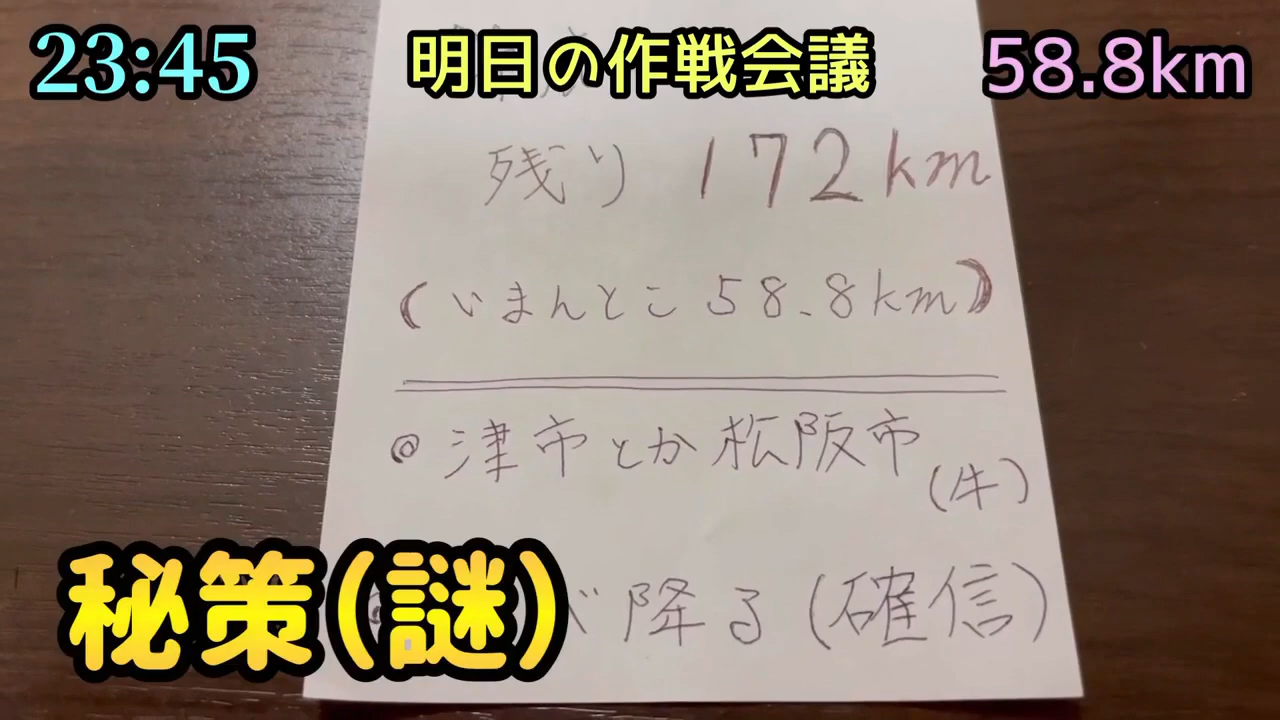 23:45
明日の作戦会議
58.8km
残り 172km
(いまんとこ 58.8km)
◎ 津市とか松阪市
(牛)
降る (確信)
秘策(謎)